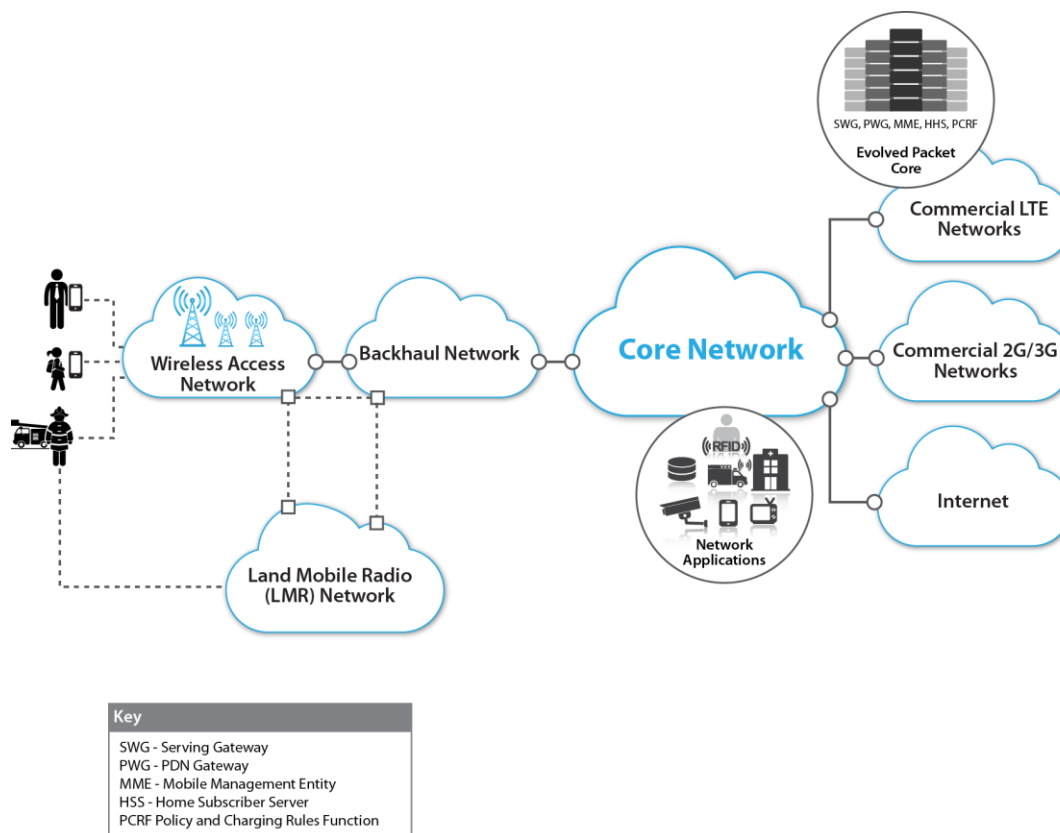 SWG, PWG, MME, HHS, PCRF
Evolved Packet
Core
Commercial LTE
Networks
Wireless Access
Network
Backhaul Network
Core Network
Commercial 2G/3G
Networks
RFID
Network
Applications
Internet
Land Mobile Radio
(LMR) Network
Key
SWG - Serving Gateway
PWG - PDN Gateway
MME - Mobile Management Entity
HSS - Home Subscriber Server
PCRF Policy and Charging Rules Function